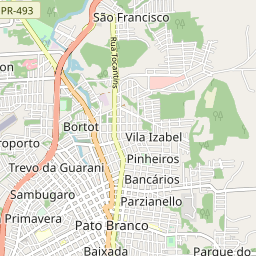 PR-493
São Francisco
Rua Tocantins
on
Bortot
Vila Izabel
oporto
Trevo da Guarani
Pinheiros
Bancários
Sambugaro
Parzianello
Primavera
Pato Branco
Baixada
Parque do